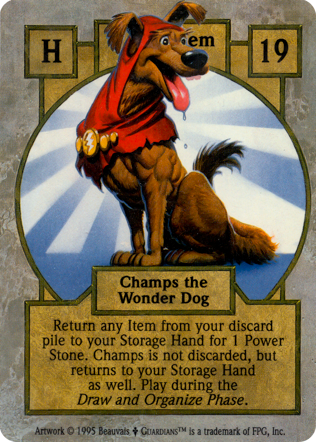 H
19
Champs the
Wonder Dog
Return any Item from your discard
pile to your Storage Hand for 1 Power
Stone. Champs is not discarded, but
returns to your Storage Hand
as well. Play during the
Draw and Organize Phase.
Artwork © 1995 Beauvais ♦ GUARDIANS™ is a trademark of FPG, Inc.